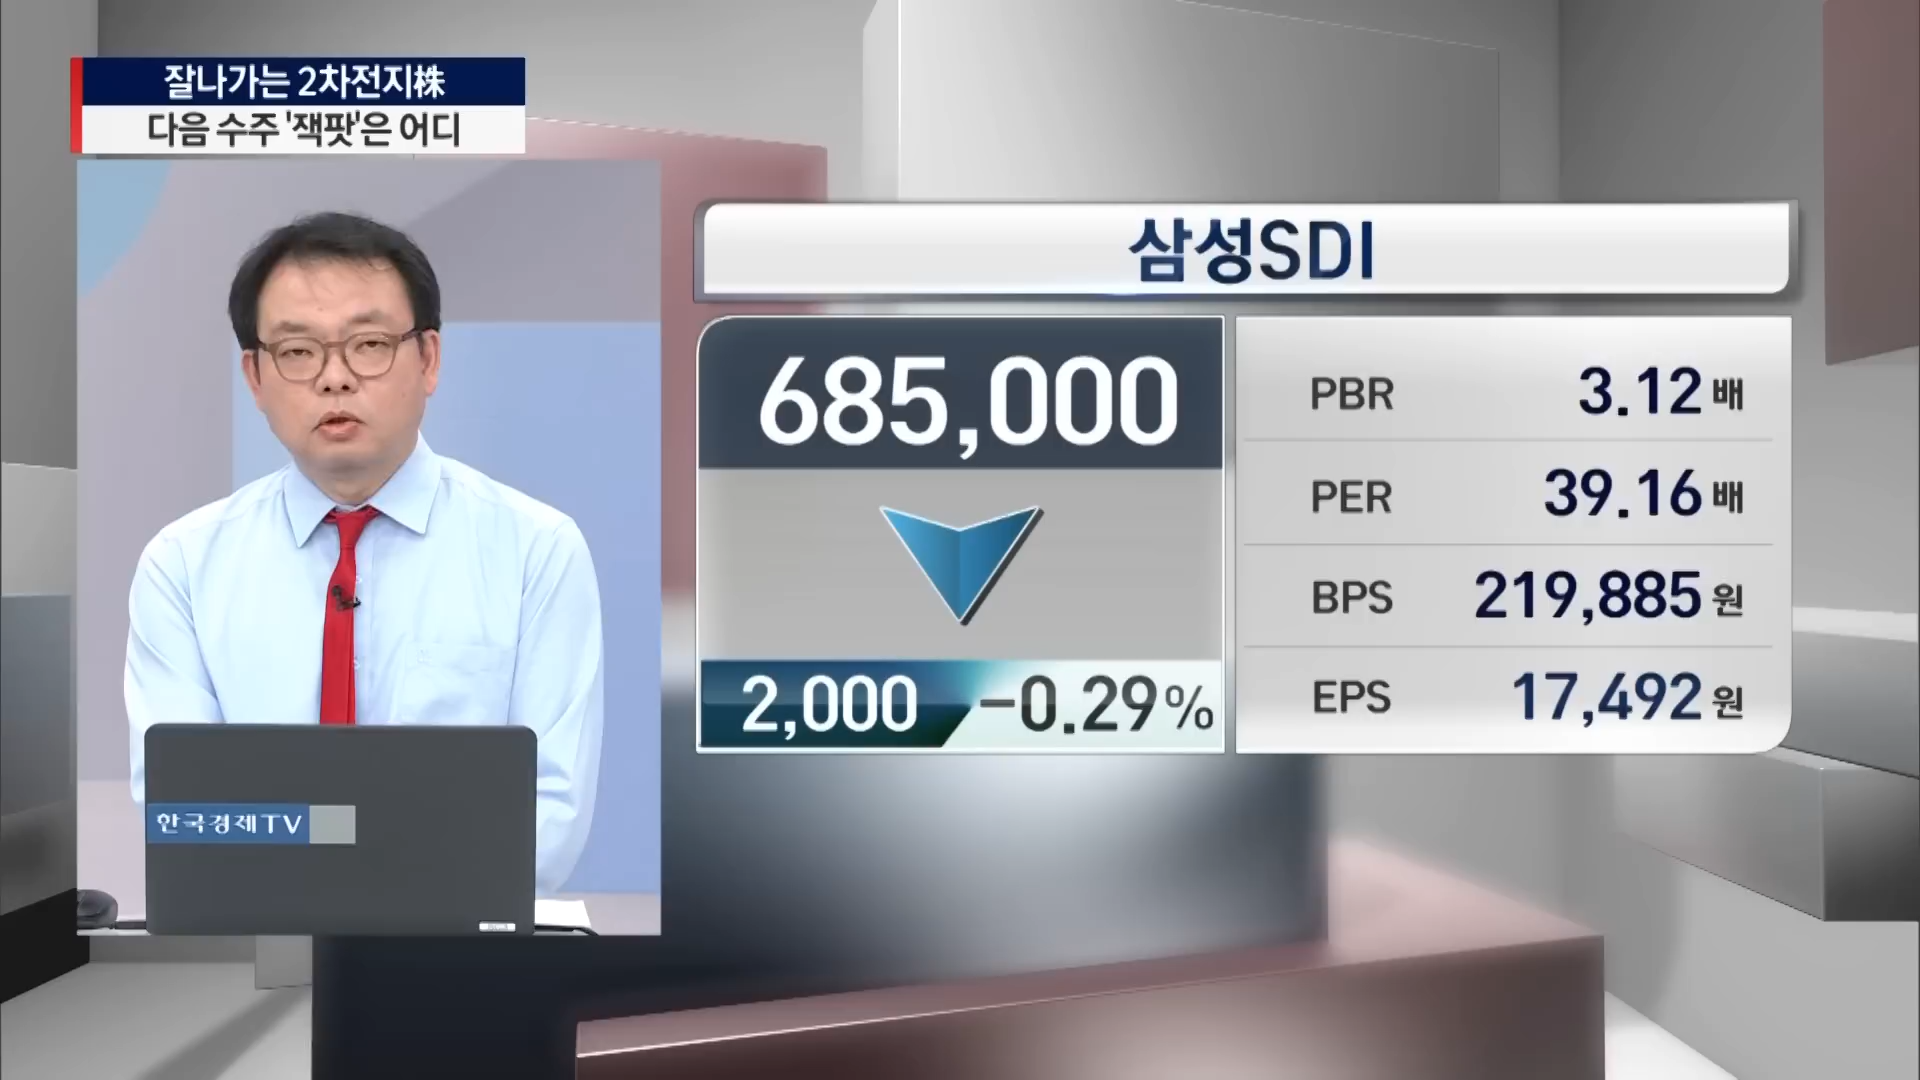 잘나가는 2차전지株
다음 수주 '잭팟'은 어디
삼성SDI
685,000
2,000 -0.29%
PBR 3.12 배
PER 39.16 배
BPS 219,885 원
EPS 17,492 원
한국경제TV